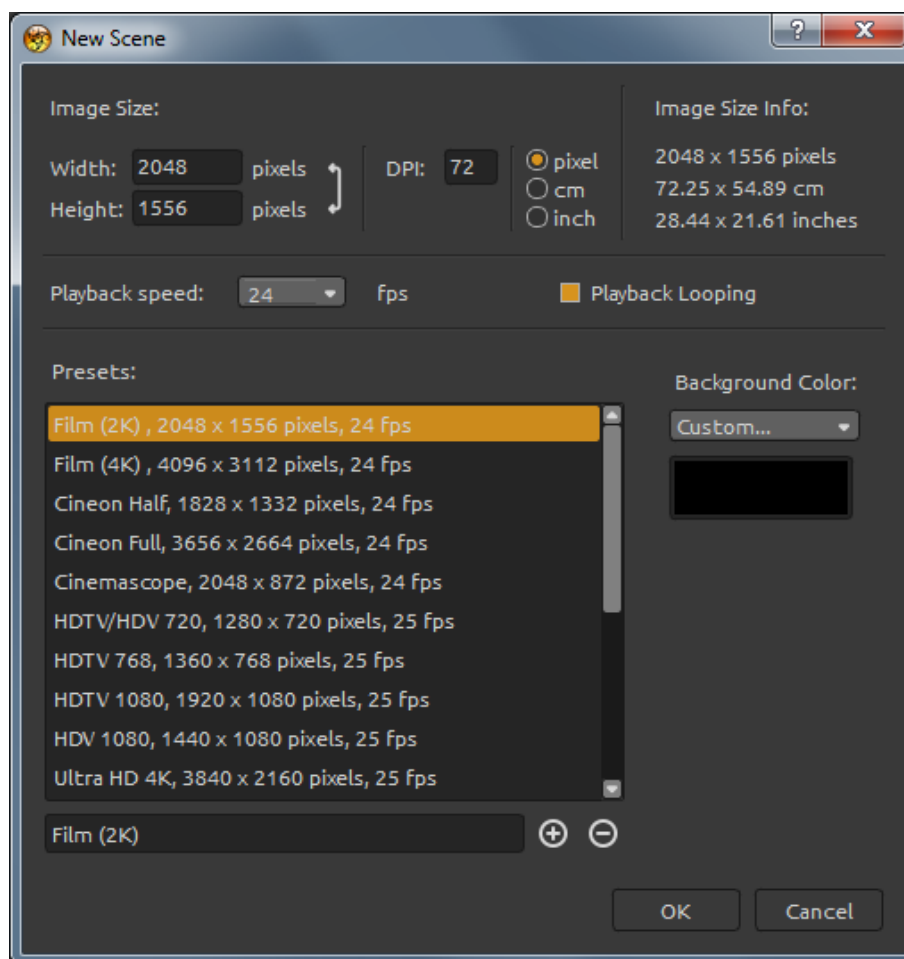 New Scene
?
Image Size:
Width: 2048 pixels
Height: 1556 pixels
DPI: 72
pixel
cm
inch
Image Size Info:
2048 x 1556 pixels
72.25 x 54.89 cm
28.44 x 21.61 inches
Playback speed: 24 fps
Playback Looping
Presets:
Film (2K) , 2048 x 1556 pixels, 24 fps
Film (4K) , 4096 x 3112 pixels, 24 fps
Cineon Half, 1828 x 1332 pixels, 24 fps
Cineon Full, 3656 x 2664 pixels, 24 fps
Cinemascope, 2048 x 872 pixels, 24 fps
HDTV/HDV 720, 1280 x 720 pixels, 25 fps
HDTV 768, 1360 x 768 pixels, 25 fps
HDTV 1080, 1920 x 1080 pixels, 25 fps
HDV 1080, 1440 x 1080 pixels, 25 fps
Ultra HD 4K, 3840 x 2160 pixels, 25 fps
Film (2K)
Background Color:
Custom...
OK
Cancel